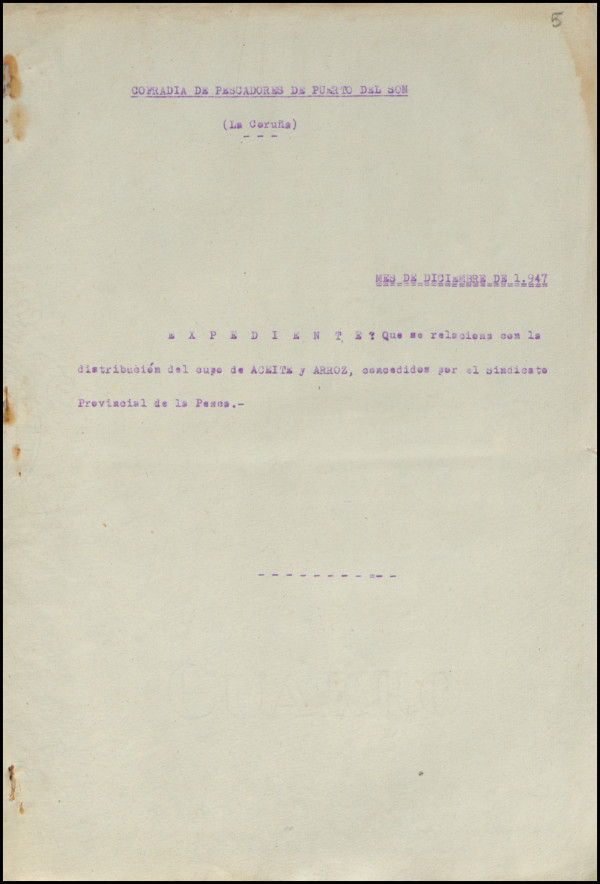 5
COFRADIA DE PESCADORES DE PUERTO DEL SON
(La Coruña)
- - -
MES DE DICIEMBRE DE 1.947
E X P E D I E N T E ? Que se relaciona con la
distribución del cupo de ACEITE y ARROZ, concedidos por el Sindicato
Provincial de la Pesca.-
- - - - - - - - =- -